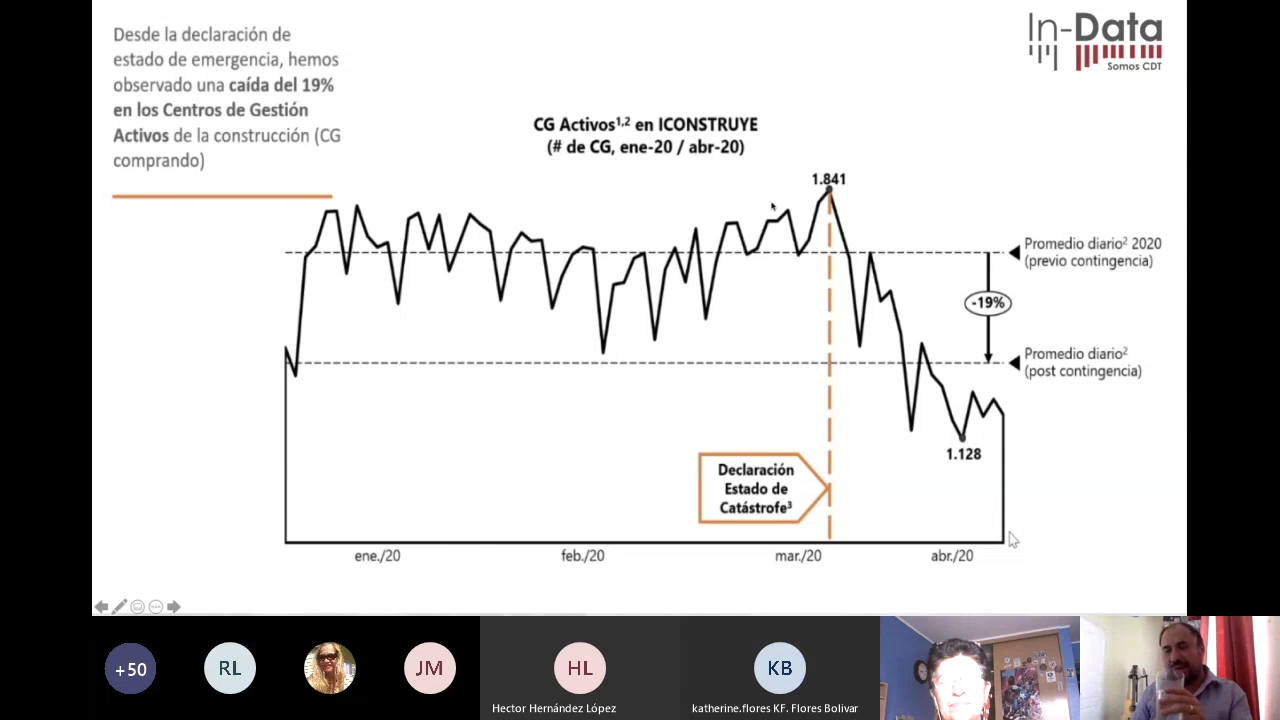 Desde la declaración de
estado de emergencia, hemos
observado una caída del 19%
en los Centros de Gestión
Activos de la construcción (CG
comprando)
In-Data
Somos CDT
CG Activos¹,² en ICONSTRUYE
(# de CG, ene-20 / abr-20)
1.841
Promedio diario² 2020
(previo contingencia)
-19%
Promedio diario²
(post contingencia)
1.128
Declaración
Estado de
Catástrofe³
ene./20
feb./20
mar./20
abr./20
+50
RL
JM
HL
KB
Hector Hernández López
katherine.flores KF. Flores Bolivar